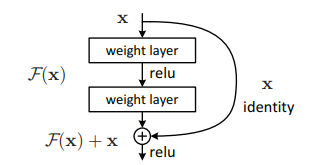 x
weight layer
relu
F(x)
x
identity
weight layer
F(x) + x
+
relu